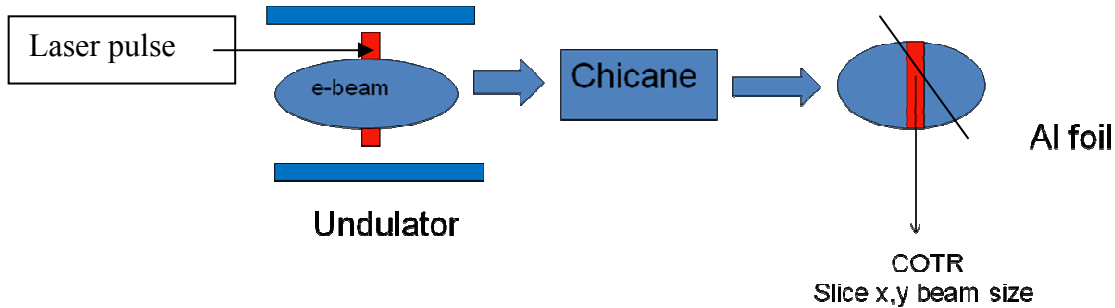 Laser pulse
e-beam
Chicane
Al foil
Undulator
COTR
Slice x,y beam size